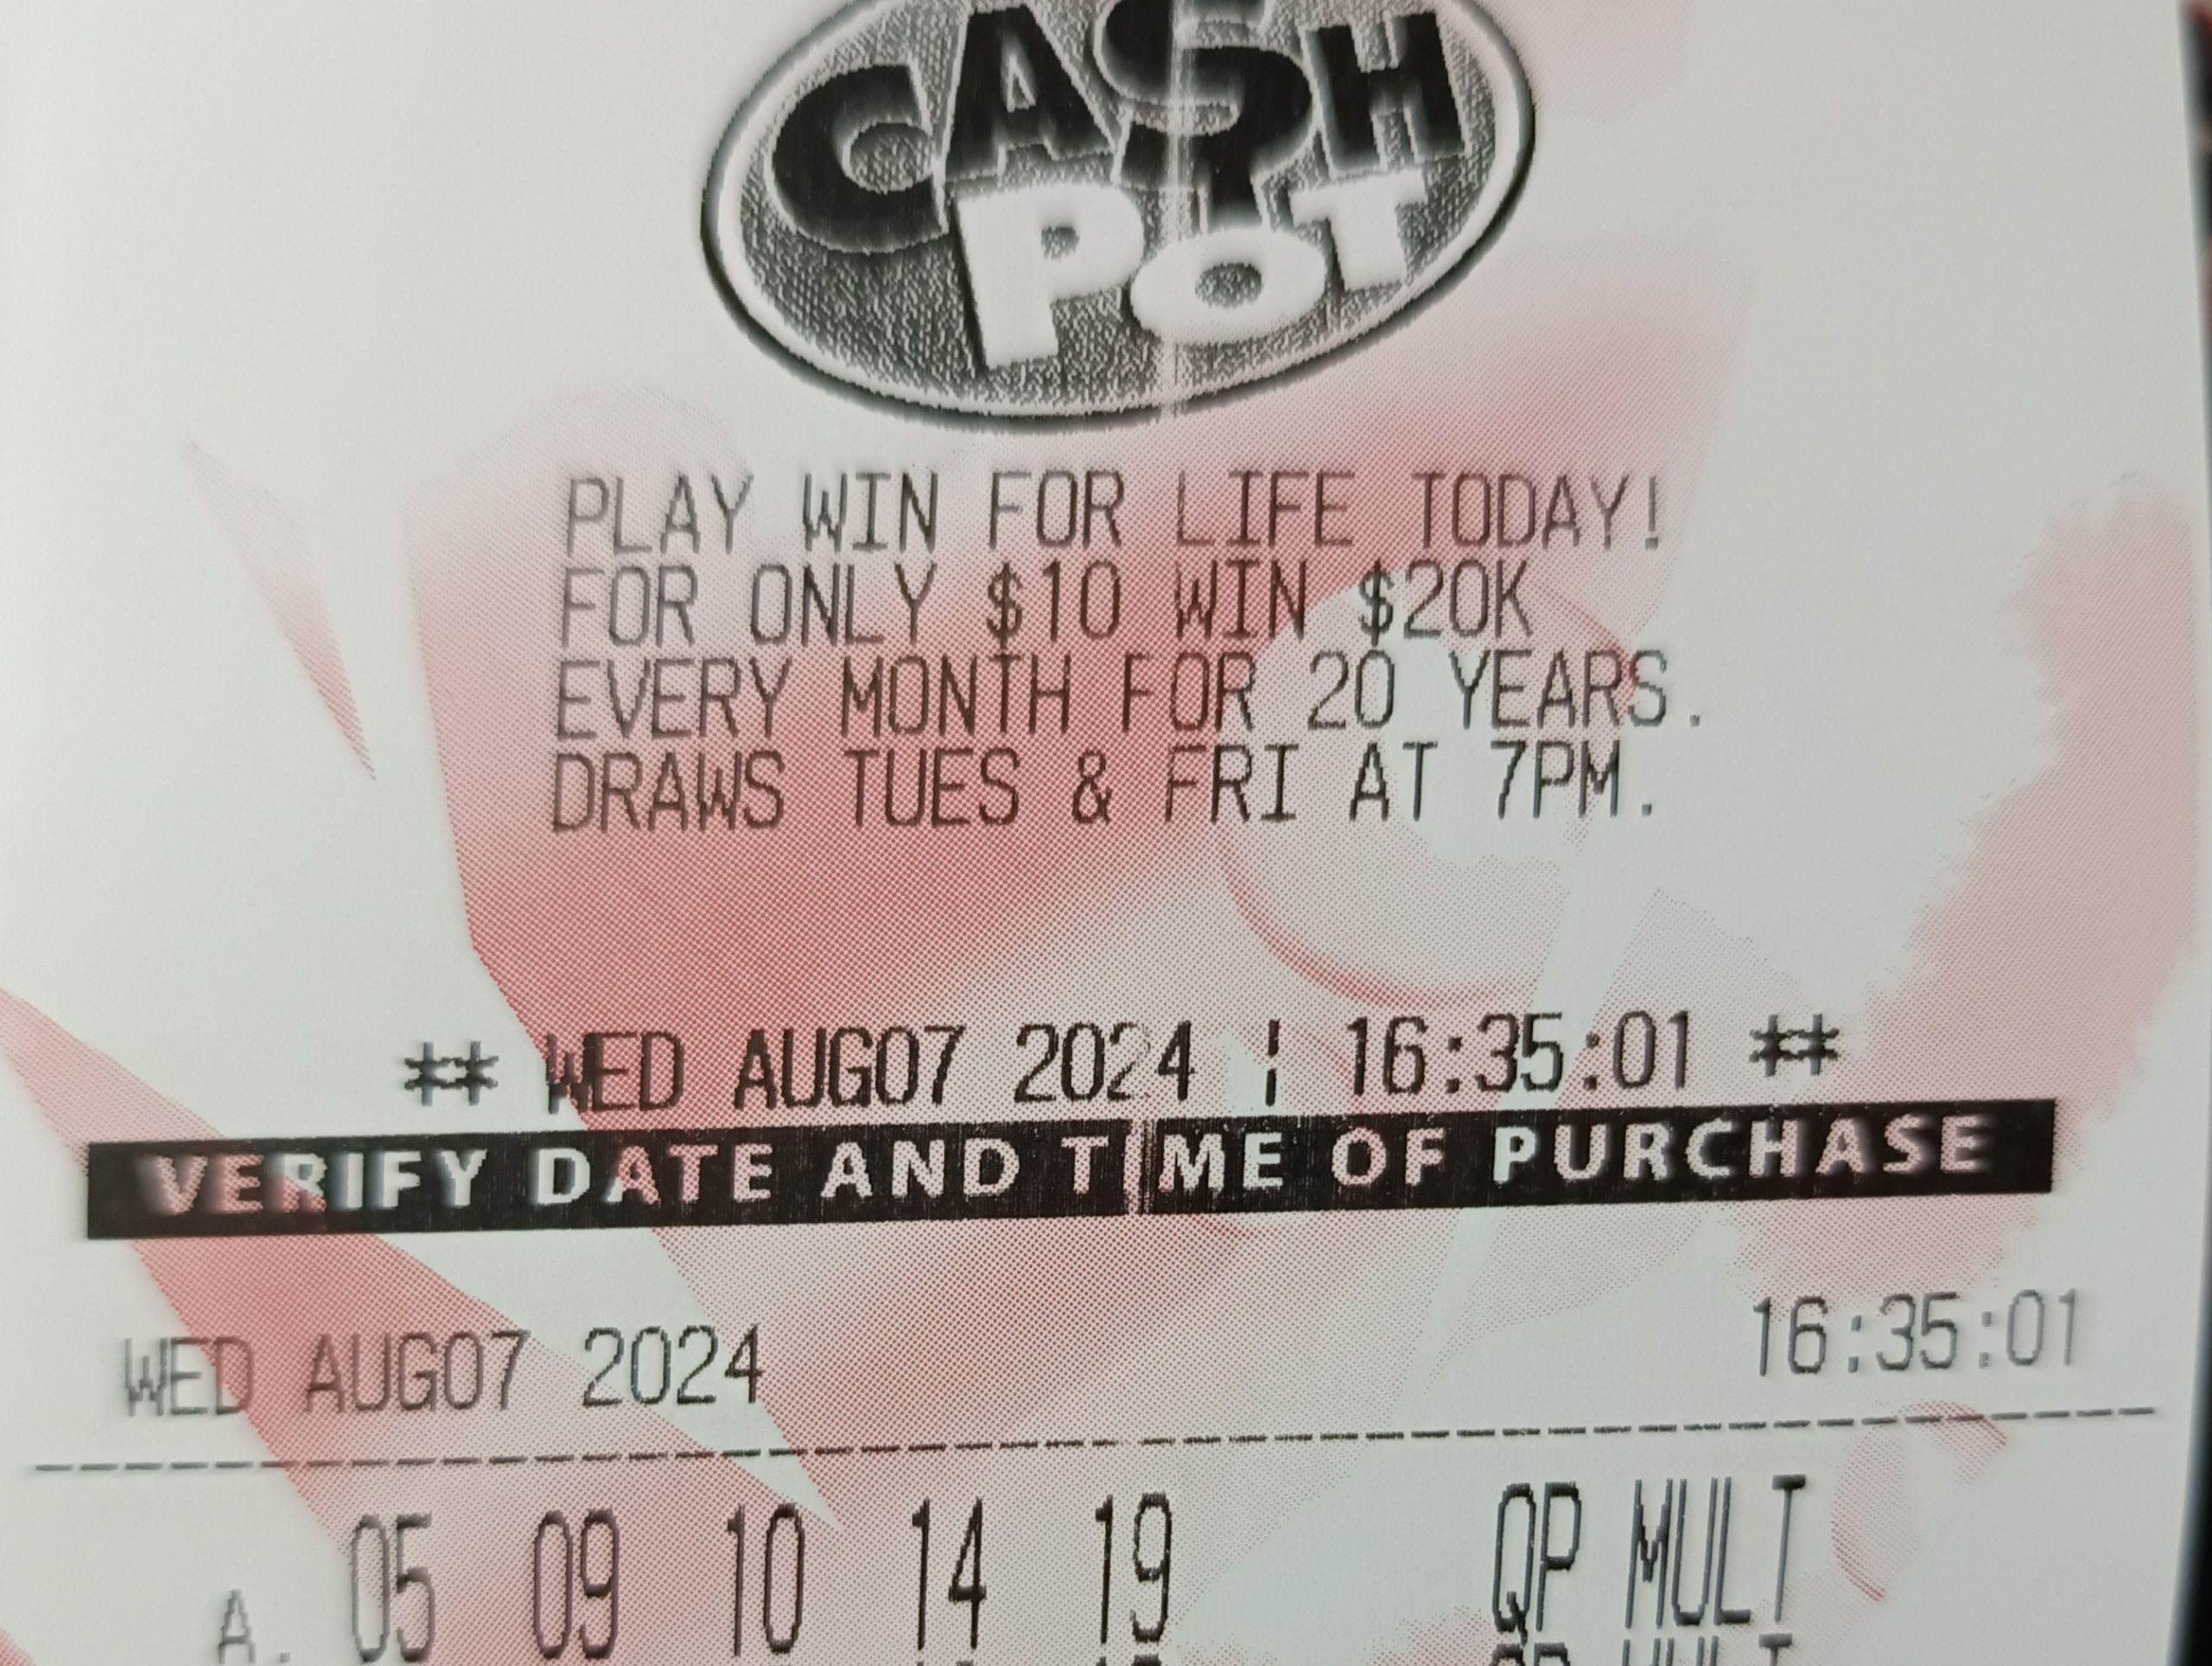 CASH
POT
PLAY WIN FOR LIFE TODAY!
FOR ONLY $10 WIN $20K
EVERY MONTH FOR 20 YEARS.
DRAWS TUES & FRI AT 7PM.
** WED AUG07 2024 ¦ 16:35:01 **
VERIFY DATE AND TIME OF PURCHASE
WED AUG07 2024 16:35:01
A. 05 09 10 14 19 QP MULT